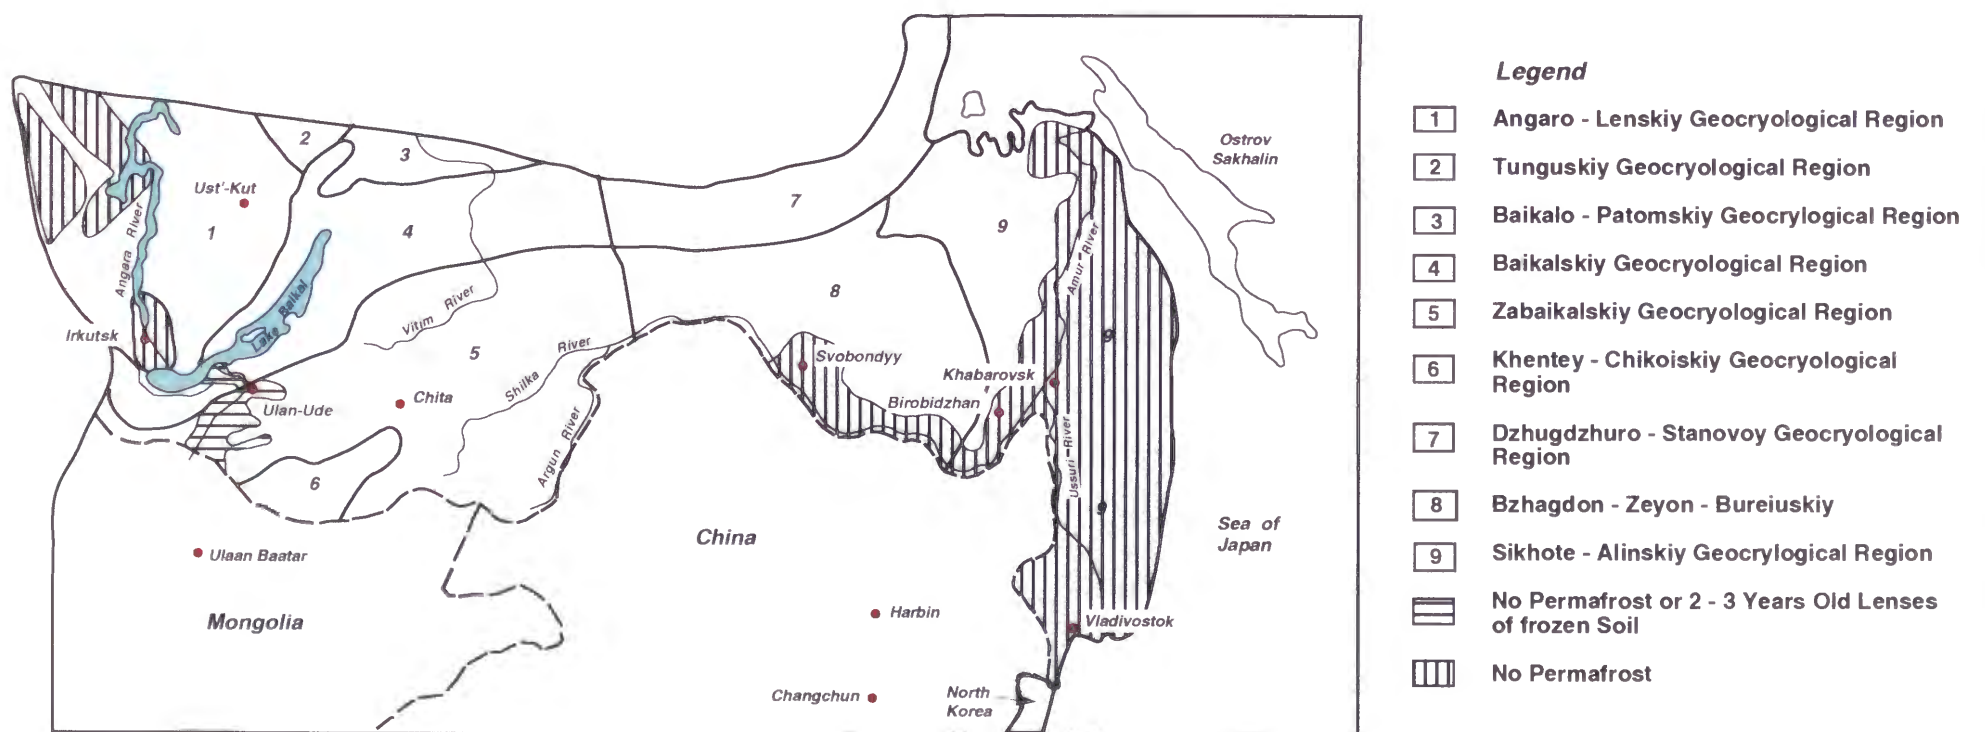 Legend
1 Angaro - Lenskiy Geocryological Region
2 Tunguskiy Geocryological Region
3 Baikalo - Patomskiy Geocrylogical Region
4 Baikalskiy Geocryological Region
5 Zabaikalskiy Geocryological Region
6 Khentey - Chikoiskiy Geocryological
Region
7 Dzhugdzhuro - Stanovoy Geocryological
Region
8 Bzhagdon - Zeyon - Bureiuskiy
9 Sikhote - Alinskiy Geocrylogical Region
No Permafrost or 2 - 3 Years Old Lenses
of frozen Soil
No Permafrost
2
3
Ostrov
Sakhalin
Ust'-Kut
1
4
7
9
Angara River
Amur River
Lake Baikal
8
Vitim River
Irkutsk
5
Shilka River
9
Svobondyy
Khabarovsk
Ulan-Ude
Chita
Birobidzhan
Argun River
Ussuri River
6
9
Ulaan Baatar
China
Sea of
Japan
Mongolia
Harbin
Vladivostok
Changchun
North
Korea